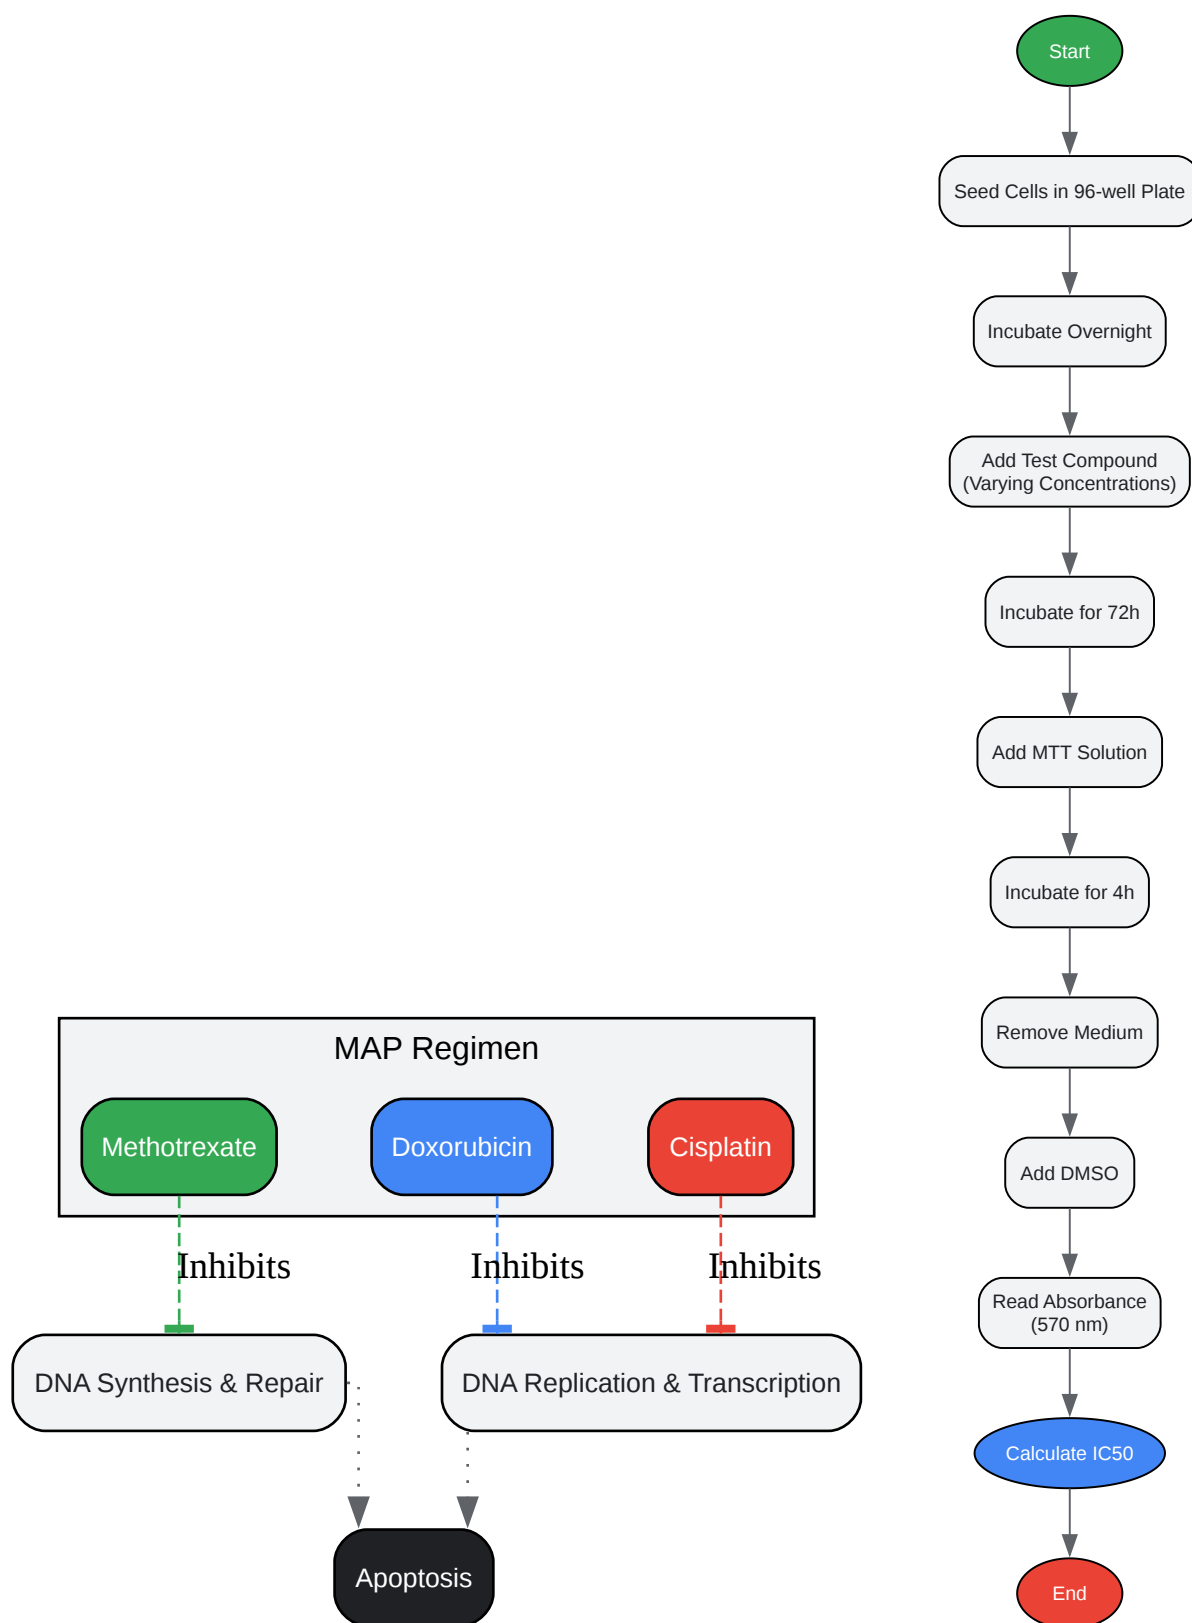 Start
Seed Cells in 96-well Plate
Incubate Overnight
Add Test Compound
(Varying Concentrations)
Incubate for 72h
Add MTT Solution
Incubate for 4h
Remove Medium
Add DMSO
Read Absorbance
(570 nm)
Calculate IC50
End
MAP Regimen
Methotrexate
Doxorubicin
Cisplatin
Inhibits
Inhibits
Inhibits
DNA Synthesis & Repair
DNA Replication & Transcription
Apoptosis